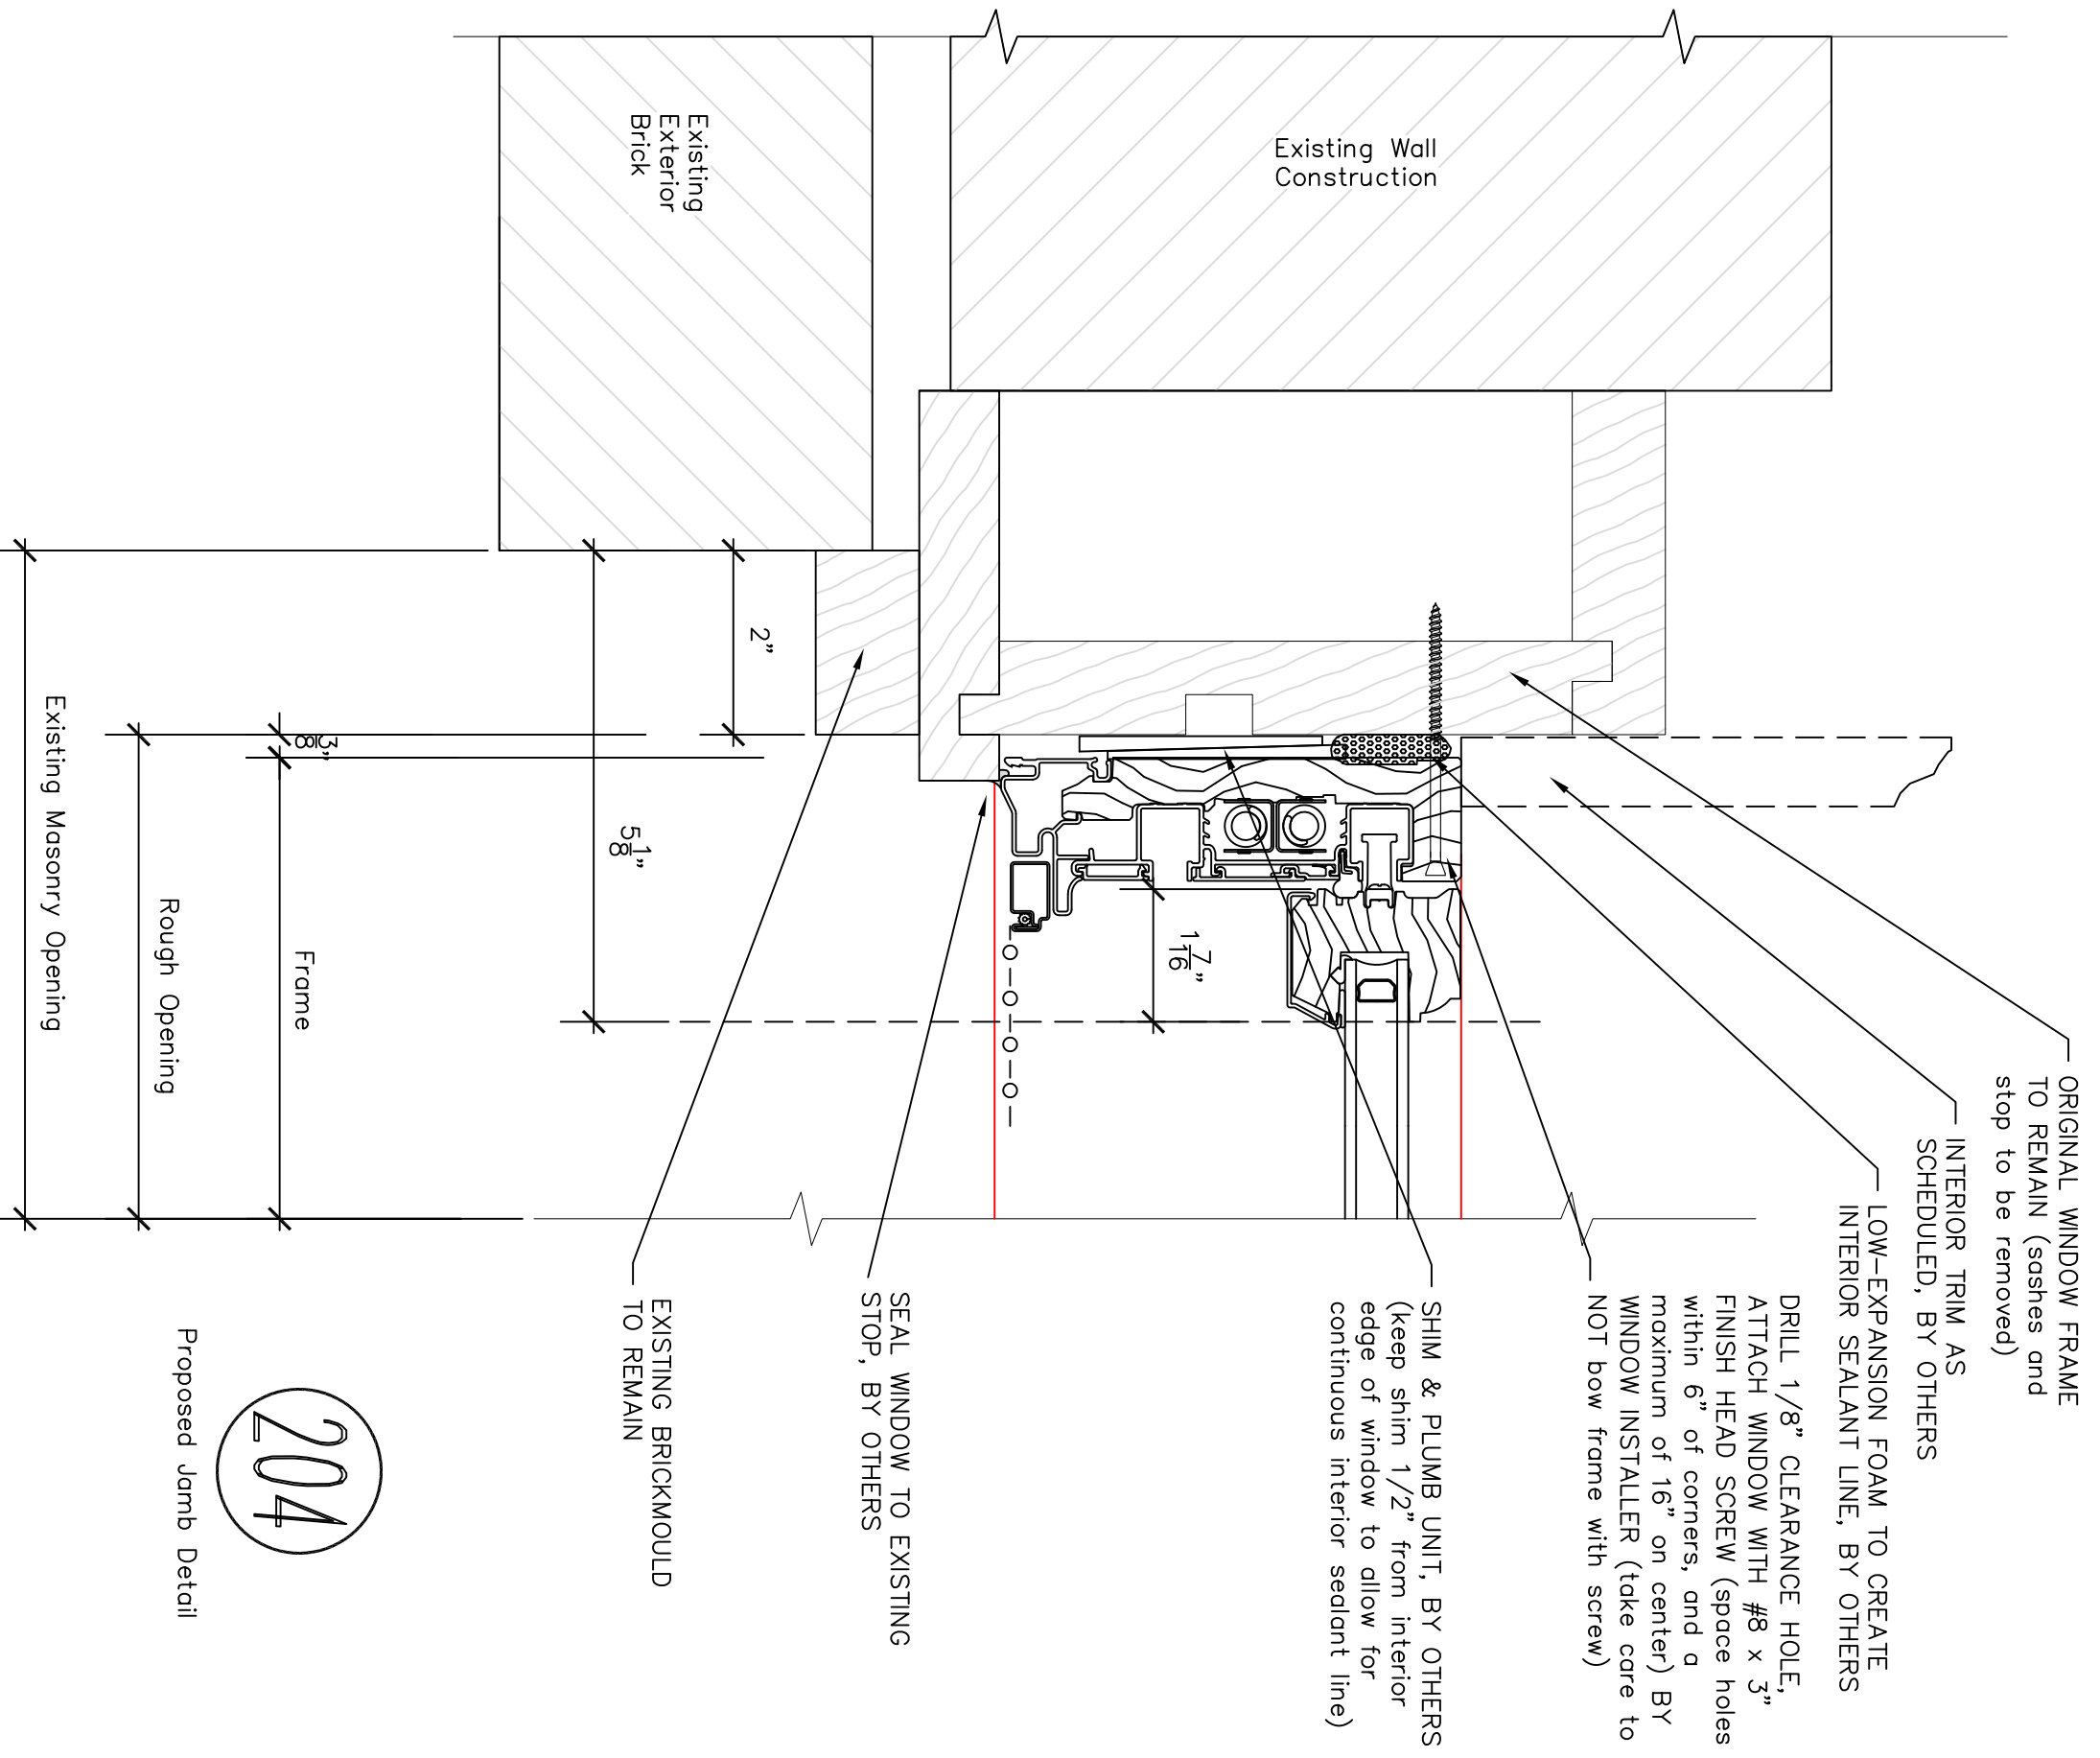 Existing Wall
Construction
Existing
Exterior
Brick
ORIGINAL WINDOW FRAME
TO REMAIN (sashes and
stop to be removed)
INTERIOR TRIM AS
SCHEDULED, BY OTHERS
LOW-EXPANSION FOAM TO CREATE
INTERIOR SEALANT LINE, BY OTHERS
DRILL 1/8" CLEARANCE HOLE,
ATTACH WINDOW WITH #8 x 3"
FINISH HEAD SCREW (space holes
within 6" of corners, and a
maximum of 16" on center) BY
WINDOW INSTALLER (take care to
NOT bow frame with screw)
SHIM & PLUMB UNIT, BY OTHERS
(keep shim 1/2" from interior
edge of window to allow for
continuous interior sealant line)
SEAL WINDOW TO EXISTING
STOP, BY OTHERS
EXISTING BRICKMOULD
TO REMAIN
2"
1 7/16"
5 1/8"
3/8"
Frame
Rough Opening
Existing Masonry Opening
204
Proposed Jamb Detail